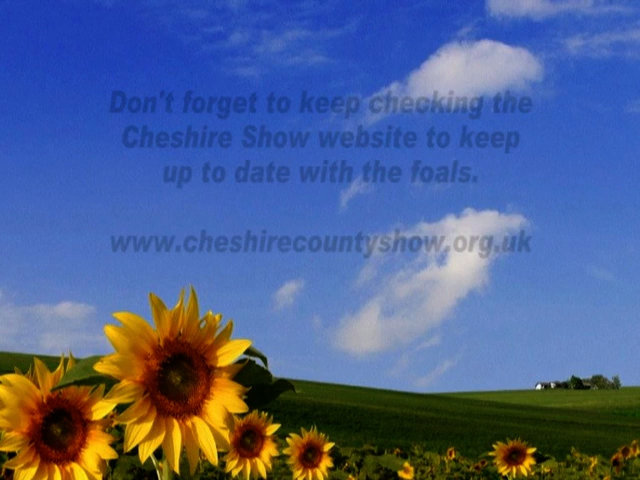 Don't forget to keep checking the
Cheshire Show website to keep
up to date with the foals.
www.cheshirecountyshow.org.uk